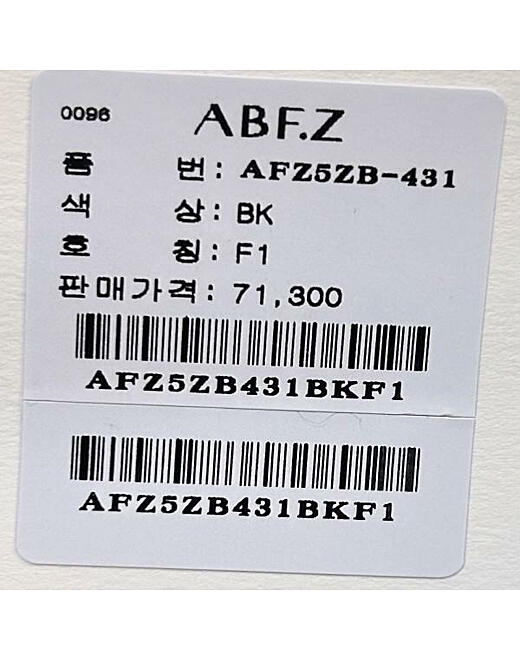 0096 ABF.Z
품 번: AFZ5ZB-431
색 상: BK
호 칭: F1
판매가격: 71,300
AFZ5ZB431BKF1
AFZ5ZB431BKF1